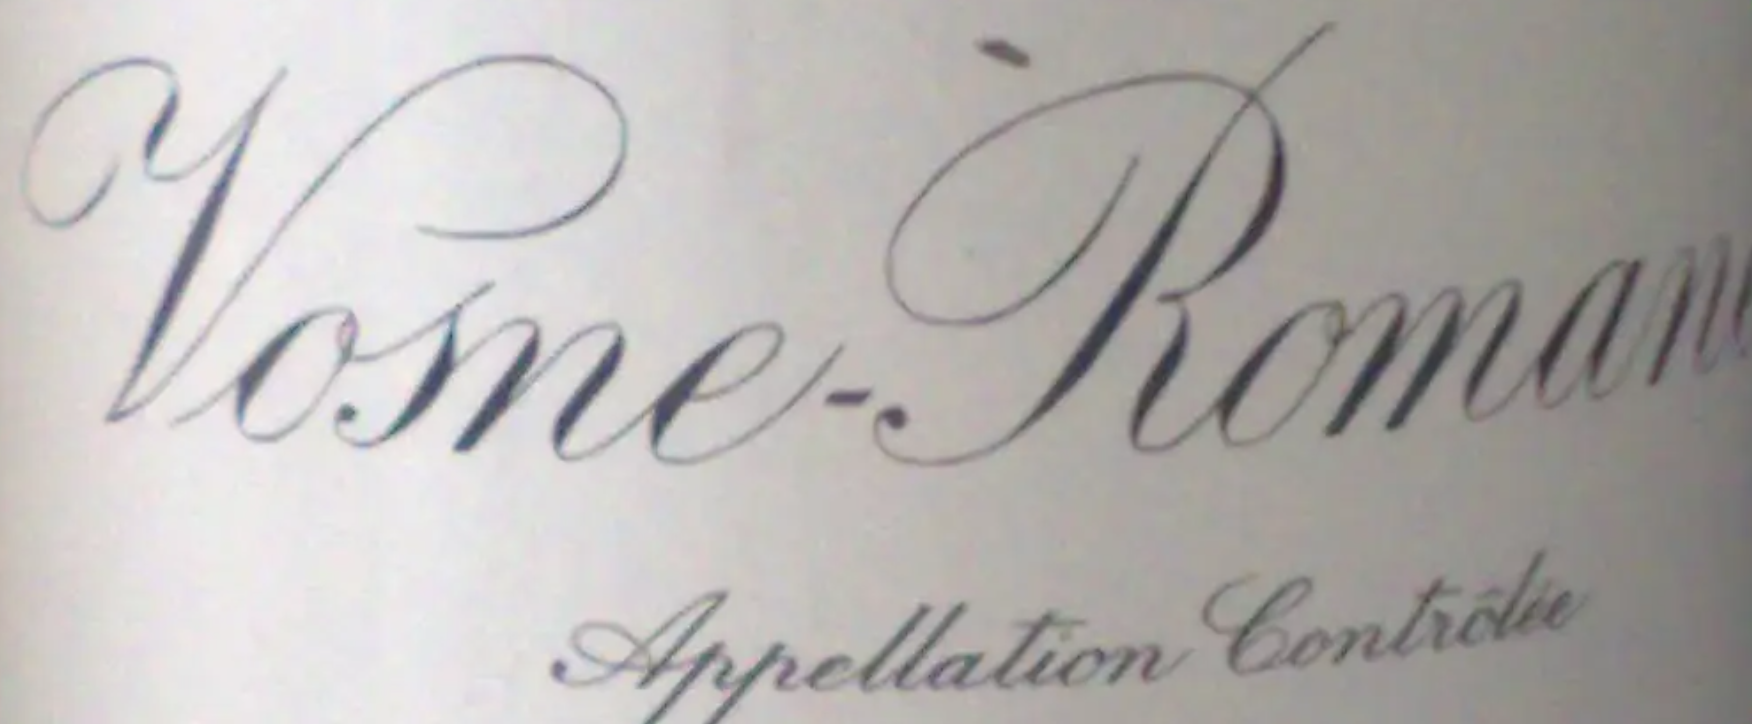 Vosne-Roman
Appellation Contrôlée